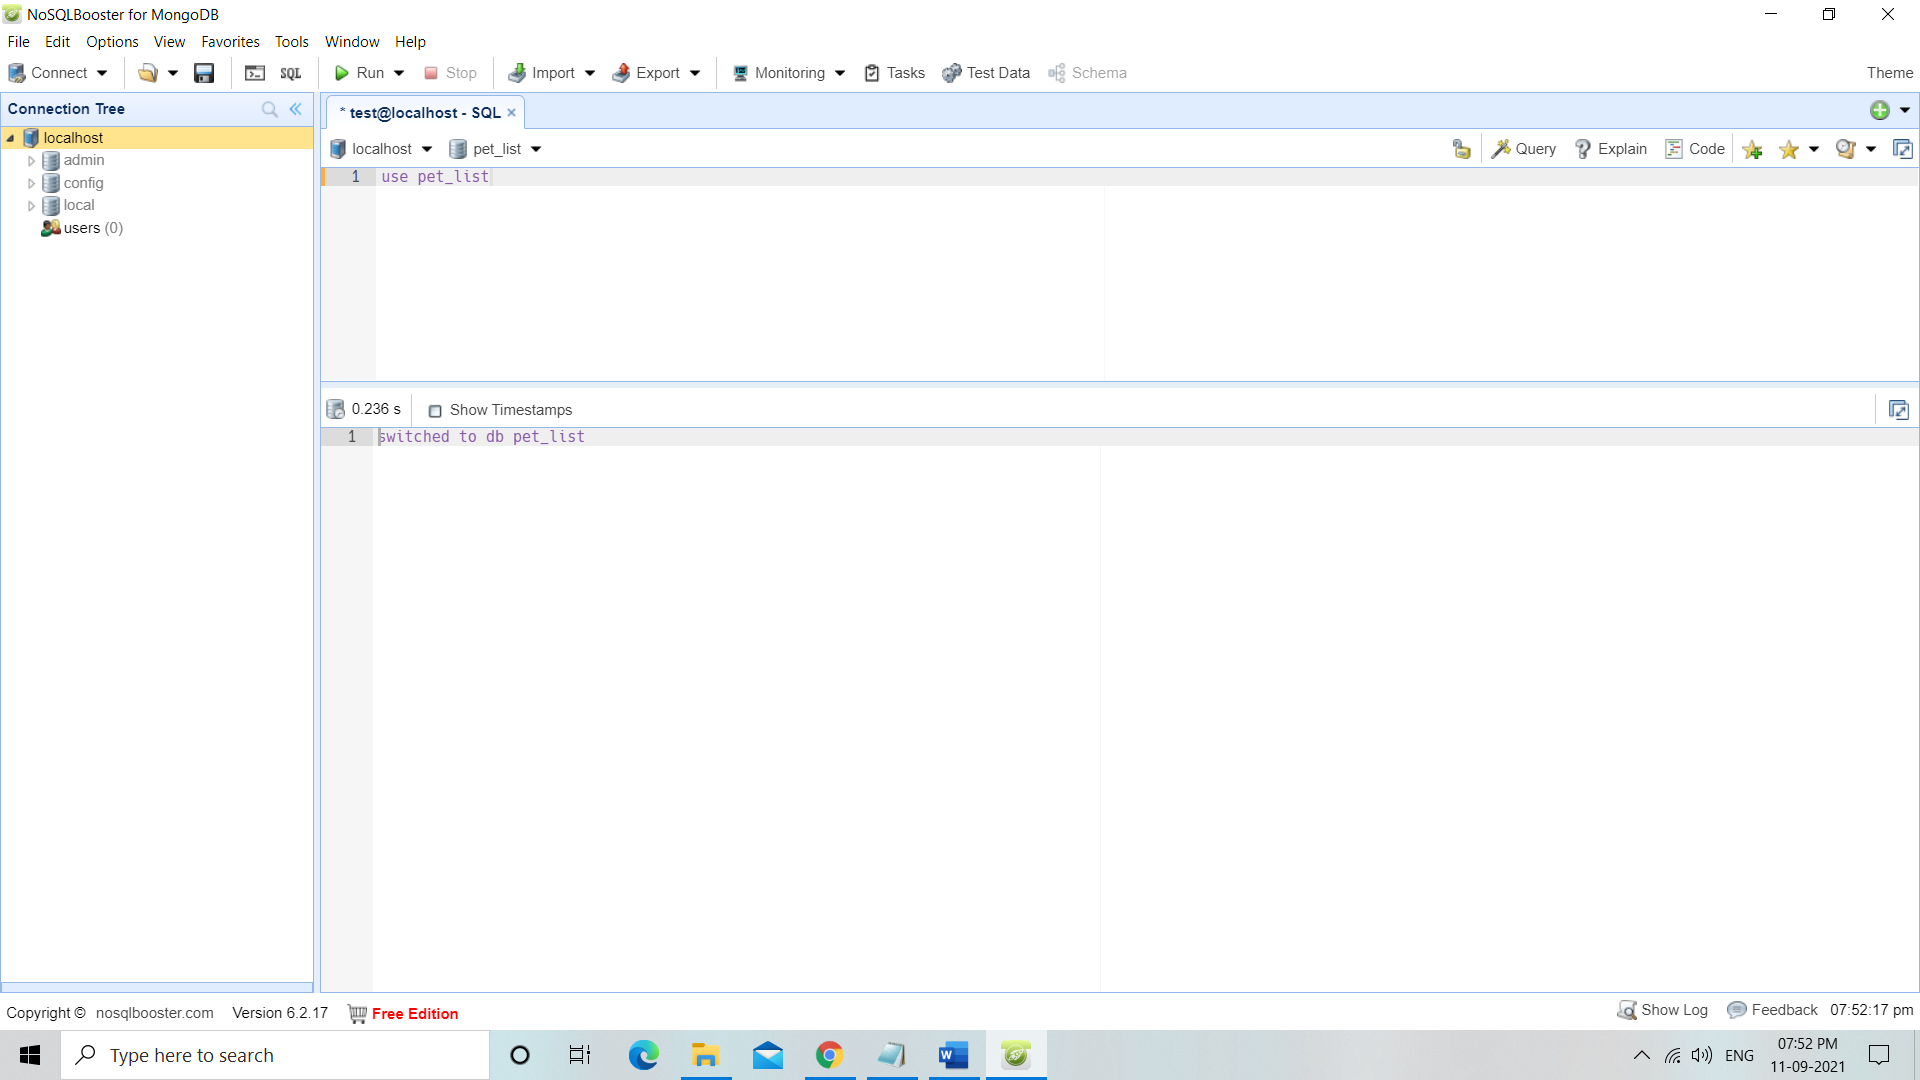 NoSQLBooster for MongoDB
File Edit Options View Favorites Tools Window Help
Connect SQL Run Stop Import Export Monitoring Tasks Test Data Schema Theme
Connection Tree
* test@localhost - SQL ×
localhost
admin
config
local
users (0)
localhost pet_list Query Explain Code
1 use pet_list
0.236 s Show Timestamps
1 switched to db pet_list
Copyright © nosqlbooster.com Version 6.2.17 Free Edition Show Log Feedback 07:52:17 pm
Type here to search
W
ENG
07:52 PM
11-09-2021